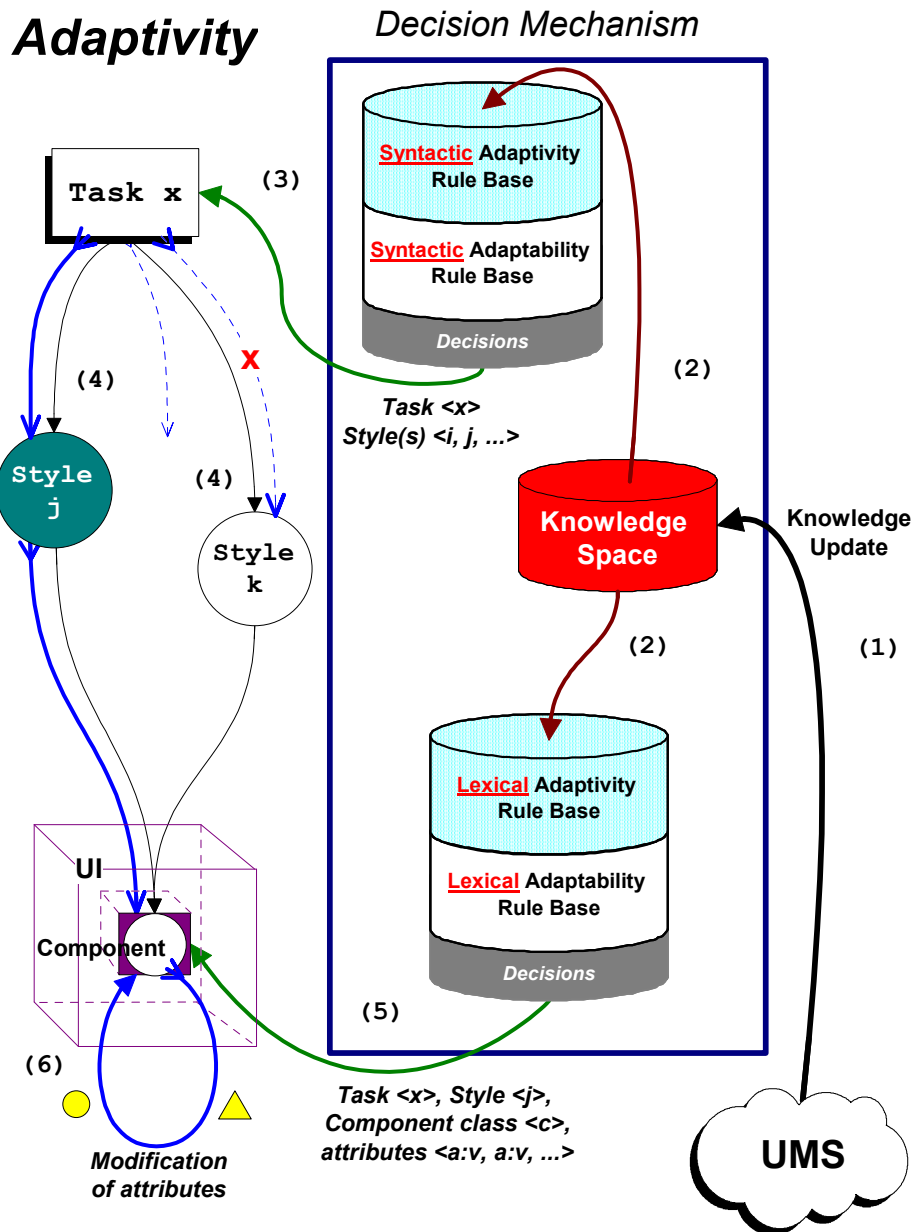 Adaptivity
Decision Mechanism
Syntactic Adaptivity
Rule Base
Syntactic Adaptability
Rule Base
Decisions
Task x
(3)
(2)
Task <x>
Style(s) <i, j, ...>
x
(4)
(4)
Style
j
Style
k
Knowledge
Space
Knowledge
Update
(1)
(2)
Lexical Adaptivity
Rule Base
Lexical Adaptability
Rule Base
Decisions
UI
Component
(5)
(6)
Task <x>, Style <j>,
Component class <c>,
attributes <a:v, a:v, ...>
Modification
of attributes
UMS